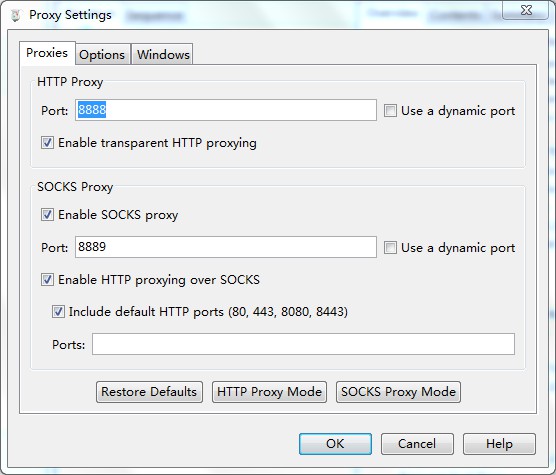 Proxy Settings
Proxies Options Windows
HTTP Proxy
Port: 8888 Use a dynamic port
Enable transparent HTTP proxying
SOCKS Proxy
Enable SOCKS proxy
Port: 8889 Use a dynamic port
Enable HTTP proxying over SOCKS
Include default HTTP ports (80, 443, 8080, 8443)
Ports:
Restore Defaults HTTP Proxy Mode SOCKS Proxy Mode
OK Cancel Help